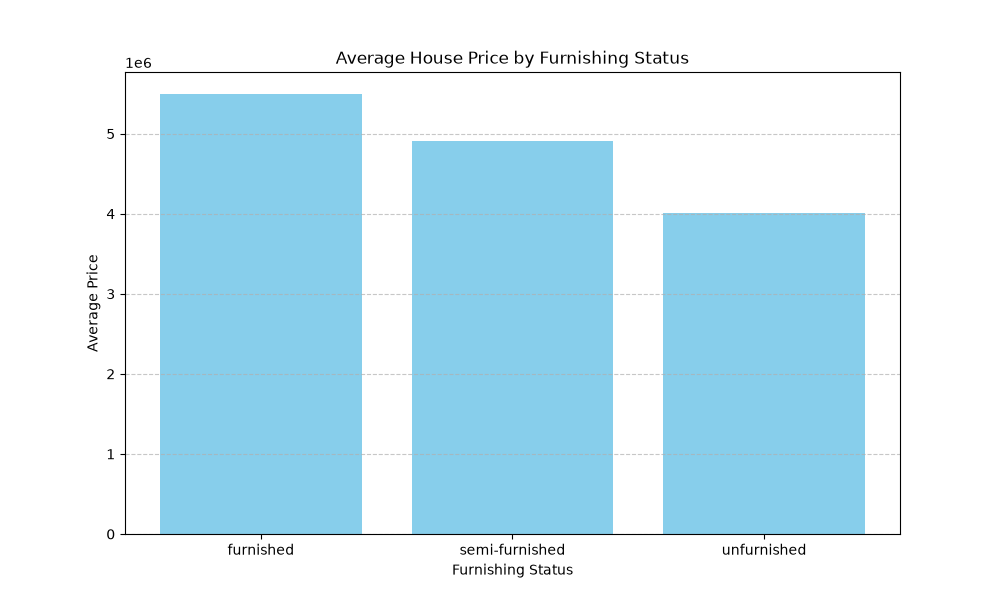 Average House Price by Furnishing Status
1e6
5
4
3
2
1
0
Average Price
furnished semi-furnished unfurnished
Furnishing Status